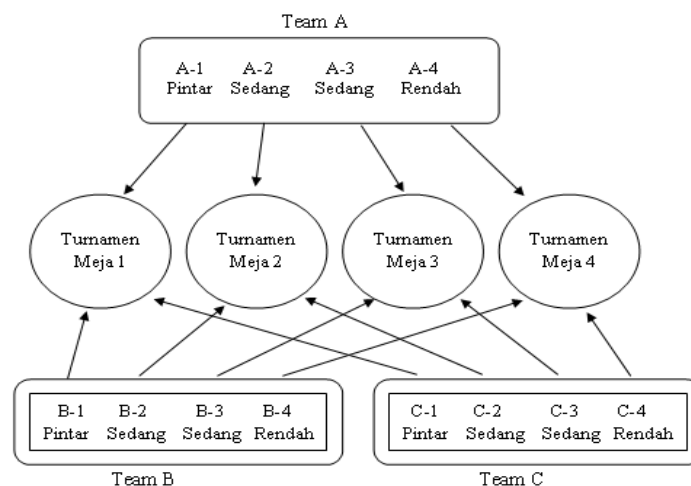 Team A
A-1 A-2 A-3 A-4
Pintar Sedang Sedang Rendah
Turnamen
Meja 1
Turnamen
Meja 2
Turnamen
Meja 3
Turnamen
Meja 4
B-1 B-2 B-3 B-4
Pintar Sedang Sedang Rendah
Team B
C-1 C-2 C-3 C-4
Pintar Sedang Sedang Rendah
Team C